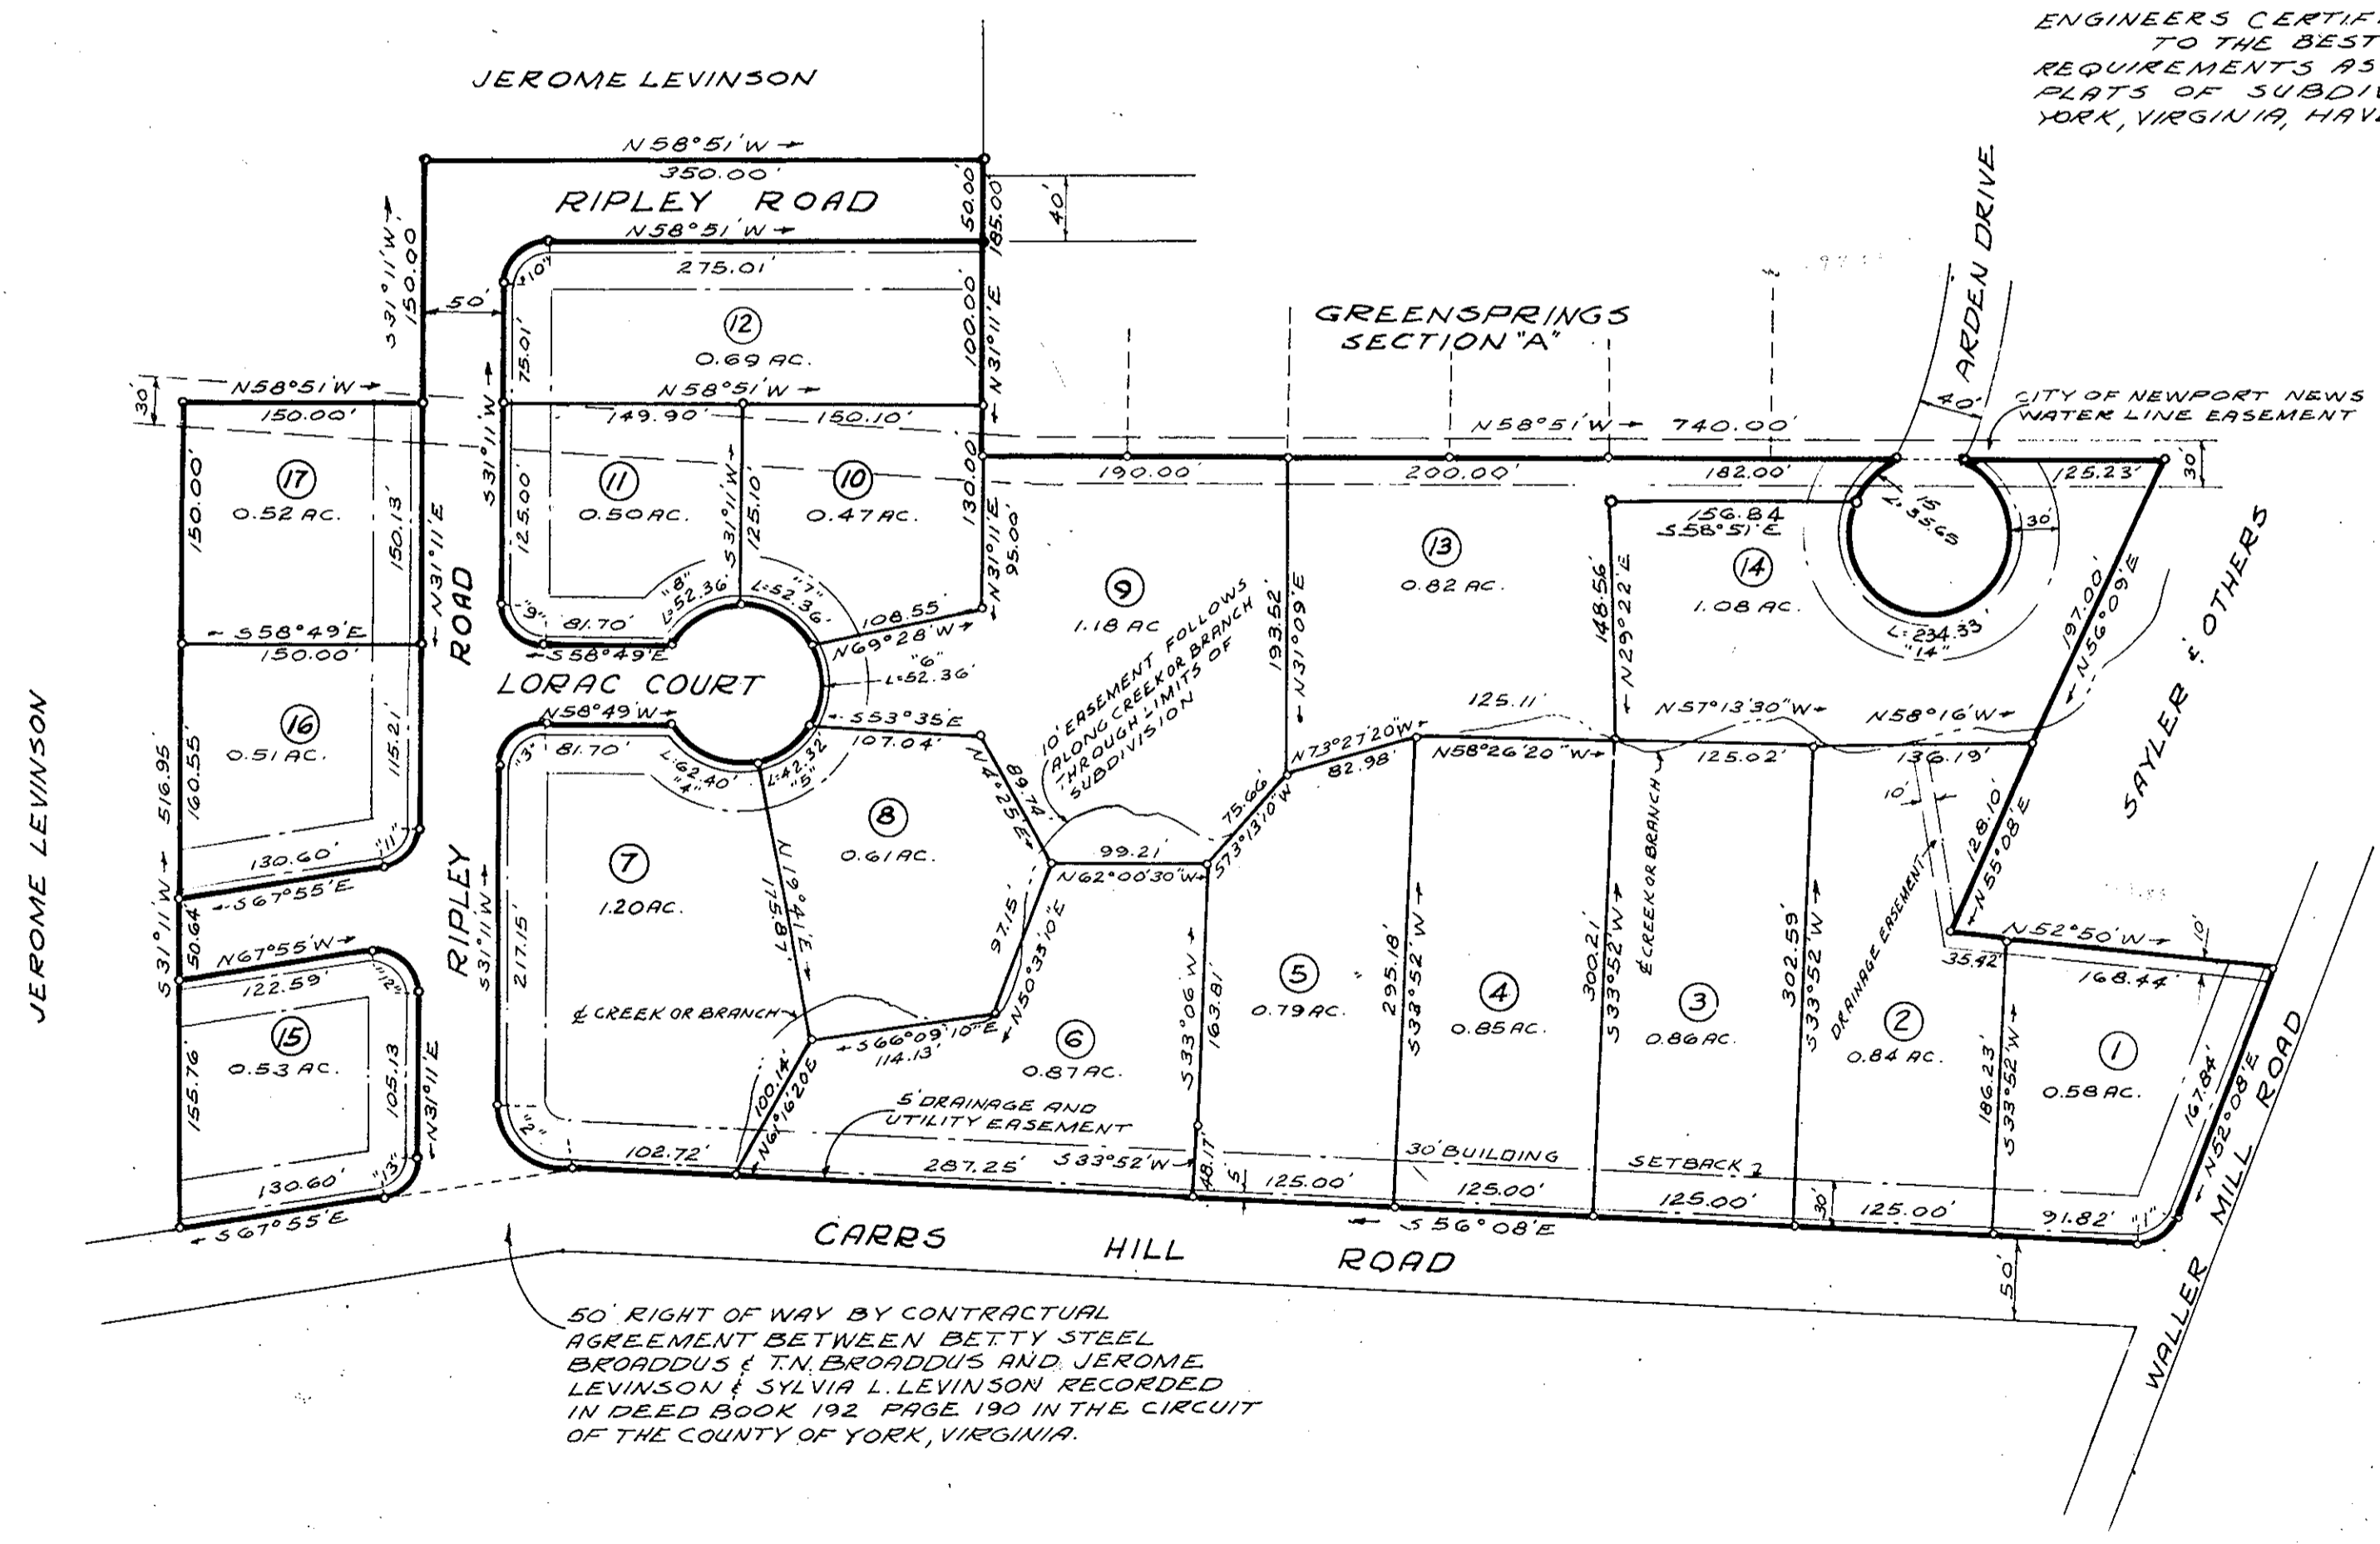 ENGINEERS CERTIF
TO THE BEST
REQUIREMENTS AS
PLATS OF SUBDIV
YORK, VIRGINIA, HAVE
JEROME LEVINSON
N58°51'W
350.00'
RIPLEY ROAD
N58°51'W
275.01'
50.00'
185.00
40'
S31°11'W
150.00'
50'
"10"
75.01'
12
0.69 AC.
100.00'
N31°11'E
GREENSPRINGS
SECTION "A"
ARDEN DRIVE
40'
CITY OF NEWPORT NEWS
WATER LINE EASEMENT
30'
N58°51'W
150.00'
N58°51'W
149.90'
150.10'
N58°51'W 740.00'
190.00'
200.00'
182.00'
125.23'
30'
17
0.52 AC.
150.00'
150.13'
N31°11'E
S31°11'W
125.00'
11
0.50 AC.
S31°11'W
125.10'
10
0.47 AC.
130.00
N31°11'E
95.00'
9
1.18 AC
193.52'
N31°09'E
13
0.82 AC.
148.56'
N29°22'E
156.84
S58°51'E
14
1.08 AC.
15
L=35.65
30'
L=234.33'
"14"
197.00'
N56°09'E
SAYLER & OTHERS
S58°49'E
150.00'
ROAD
"9"
81.70'
S58°49'E
"8"
L=52.36'
"7"
L=52.36'
108.55'
N69°28'W
"6"
L=52.36'
LORAC COURT
N58°49'W
81.70'
"3"
L=62.40'
"4"
L=42.32'
"5"
S53°35'E
107.04'
10' EASEMENT FOLLOWS
ALONG CREEK OR BRANCH
THROUGH LIMITS OF
SUBDIVISION
16
0.51 AC.
516.95'
160.55'
115.21'
130.60'
"11"
S67°55'E
JEROME LEVINSON
S31°11'W
50.64'
7
1.20 AC.
RIPLEY
S31°11'W
217.15'
N19°41'E
175.87'
8
0.61 AC.
89.74'
N4°25'E
99.21'
N62°00'30"W
75.66'
S73°13'10"W
N73°27'20"W
82.98'
125.11'
N58°26'20"W
N57°13'30"W
125.02'
N58°16'W
136.19'
128.10'
N55°08'E
10'
DRAINAGE EASEMENT
N52°50'W
35.42'
168.44'
10'
N67°55'W
122.59'
"12"
15
0.53 AC.
155.76'
105.13
N31°11'E
130.60'
"13"
S67°55'E
₵ CREEK OR BRANCH
97.15'
N50°35'10"E
S66°09'10"E
114.13'
6
0.87 AC.
100.14'
N61°16'20E
5' DRAINAGE AND
UTILITY EASEMENT
S33°06'W
163.81'
5
0.79 AC.
295.18'
S33°52'W
4
0.85 AC.
300.21'
S33°52'W
₵ CREEK OR BRANCH
3
0.86 AC.
302.59'
S33°52'W
2
0.84 AC.
186.23'
S33°52'W
1
0.58 AC.
167.84'
N52°08'E
"2"
102.72'
287.25'
S33°52'W
48.17'
5'
30' BUILDING SETBACK
125.00'
125.00'
125.00'
30'
125.00'
91.82'
"1"
S56°08'E
CARRS HILL ROAD
50'
WALLER MILL ROAD
50' RIGHT OF WAY BY CONTRACTUAL
AGREEMENT BETWEEN BETTY STEEL
BROADDUS & T.N. BROADDUS AND JEROME
LEVINSON & SYLVIA L. LEVINSON RECORDED
IN DEED BOOK 192 PAGE 190 IN THE CIRCUIT
OF THE COUNTY OF YORK, VIRGINIA.